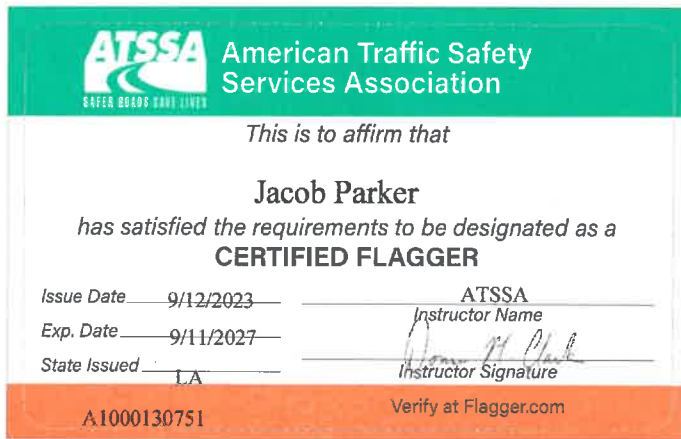 ATSSA
SAFER ROADS SAVE LIVES
American Traffic Safety
Services Association
This is to affirm that
Jacob Parker
has satisfied the requirements to be designated as a
CERTIFIED FLAGGER
Issue Date 9/12/2023
Exp. Date 9/11/2027
State Issued LA
ATSSA
Instructor Name
Instructor Signature
A1000130751
Verify at Flagger.com